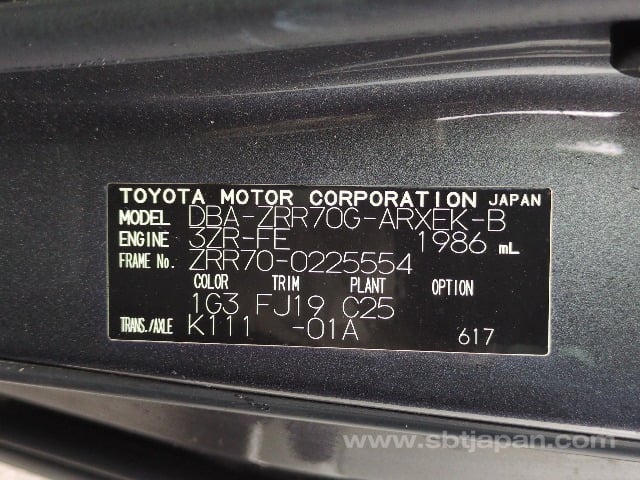 TOYOTA MOTOR CORPORATION JAPAN
MODEL DBA-ZRR70G-ARXEK-B
ENGINE 3ZR-FE 1986 mL
FRAME No. ZRR70-0225554
COLOR TRIM PLANT OPTION
1G3 FJ19 C25
TRANS./AXLE K111 -01A 617
www.sbtjapan.com